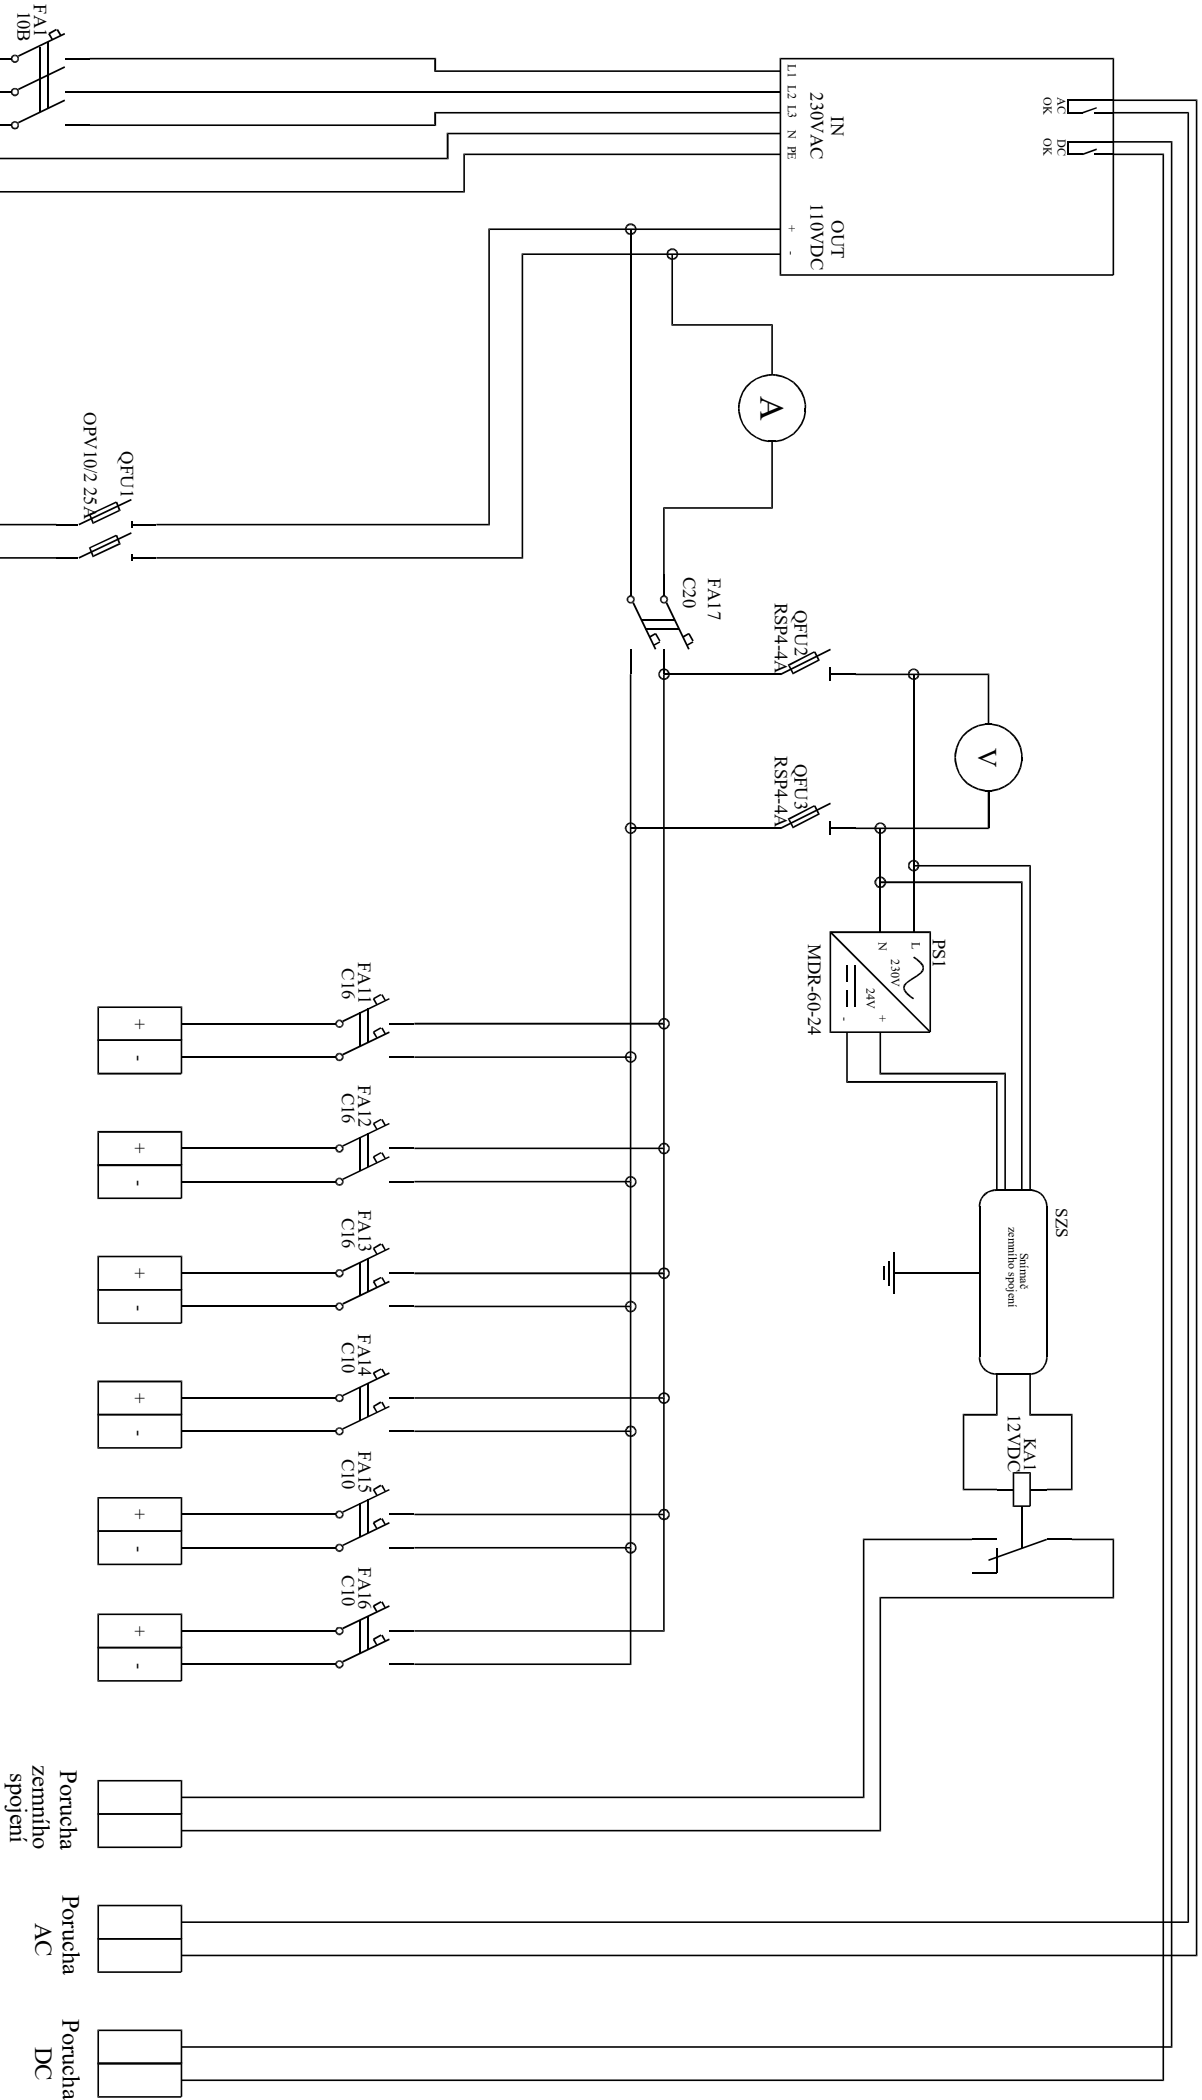 FA1
10B
L1
L2
L3
N
PE
IN
230VAC
OUT
110VDC
+
-
AC
OK
DC
OK
A
QFU1
OPV10/2 25A
FA17
C20
QFU2
RSP4-4A
QFU3
RSP4-4A
V
PS1
L
N
230V
24V
+
-
MDR-60-24
SZS
Snímač
zemního spojení
KA1
12VDC
FA11
C16
+
-
FA12
C16
+
-
FA13
C16
+
-
FA14
C10
+
-
FA15
C10
+
-
FA16
C10
+
-
Porucha
zemního
spojení
Porucha
AC
Porucha
DC